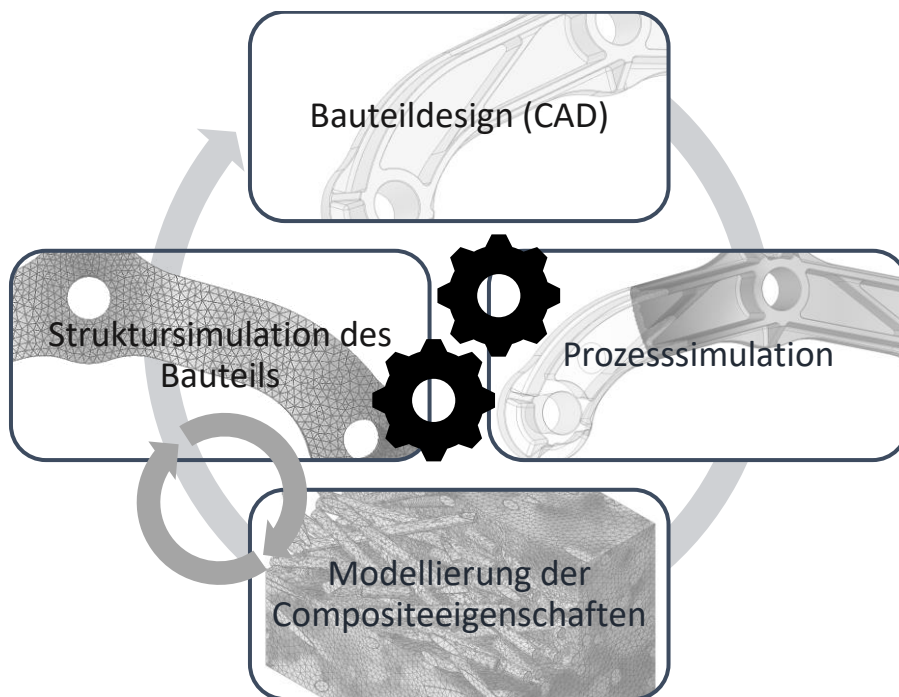 Bauteildesign (CAD)
Struktursimulation des
Bauteils
Prozesssimulation
Modellierung der
Compositeeigenschaften